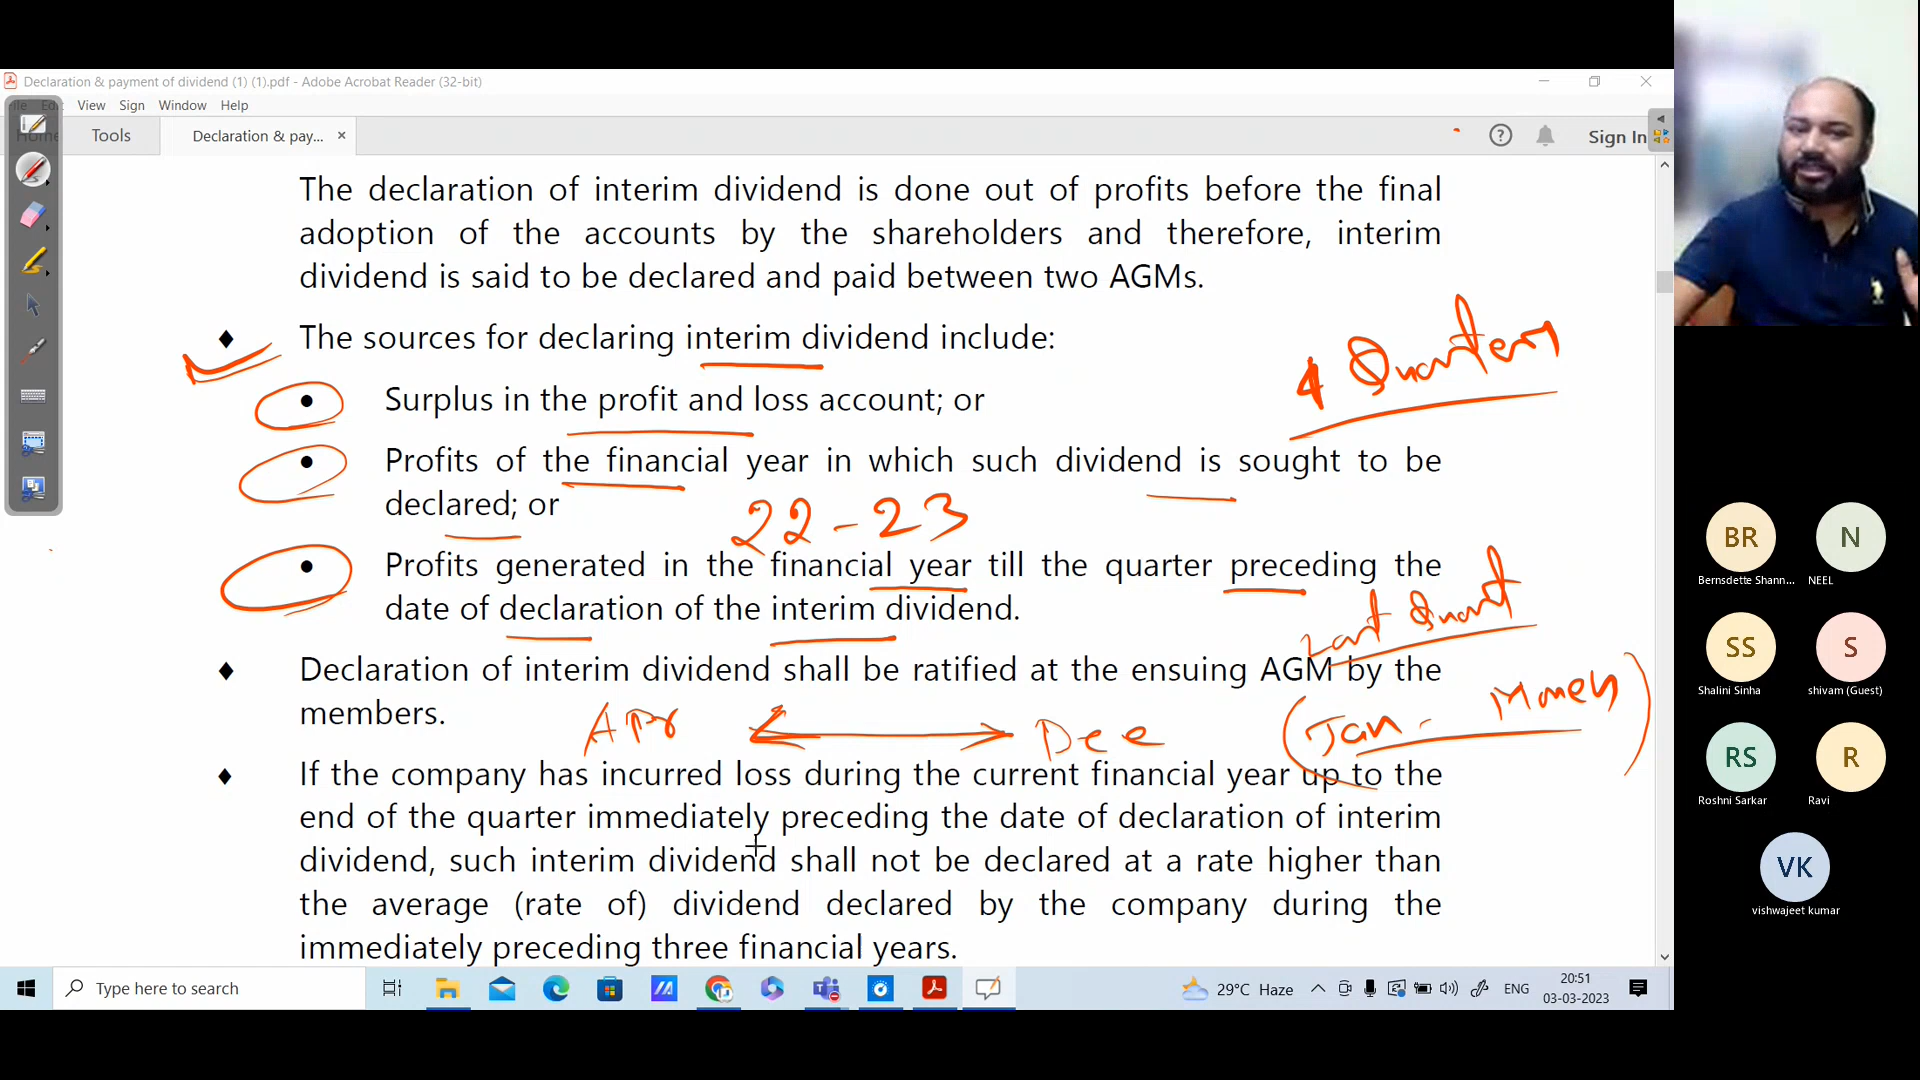 Declaration & payment of dividend (1) (1).pdf - Adobe Acrobat Reader (32-bit)
View Sign Window Help
Tools Declaration & pay... × Sign In
The declaration of interim dividend is done out of profits before the final
adoption of the accounts by the shareholders and therefore, interim
dividend is said to be declared and paid between two AGMs.
The sources for declaring interim dividend include:
4 Quarters
Surplus in the profit and loss account; or
Profits of the financial year in which such dividend is sought to be
declared; or
22-23
Profits generated in the financial year till the quarter preceding the
date of declaration of the interim dividend.
Last Quart
Declaration of interim dividend shall be ratified at the ensuing AGM by the
members.
Apr Dec (Jan - March)
If the company has incurred loss during the current financial year up to the
end of the quarter immediately preceding the date of declaration of interim
dividend, such interim dividend shall not be declared at a rate higher than
the average (rate of) dividend declared by the company during the
immediately preceding three financial years.
BR N
Bernsdette Shann... NEEL
SS S
Shalini Sinha shivam (Guest)
RS R
Roshni Sarkar Ravi
VK
vishwajeet kumar
Type here to search
29°C Haze ENG 20:51
03-03-2023